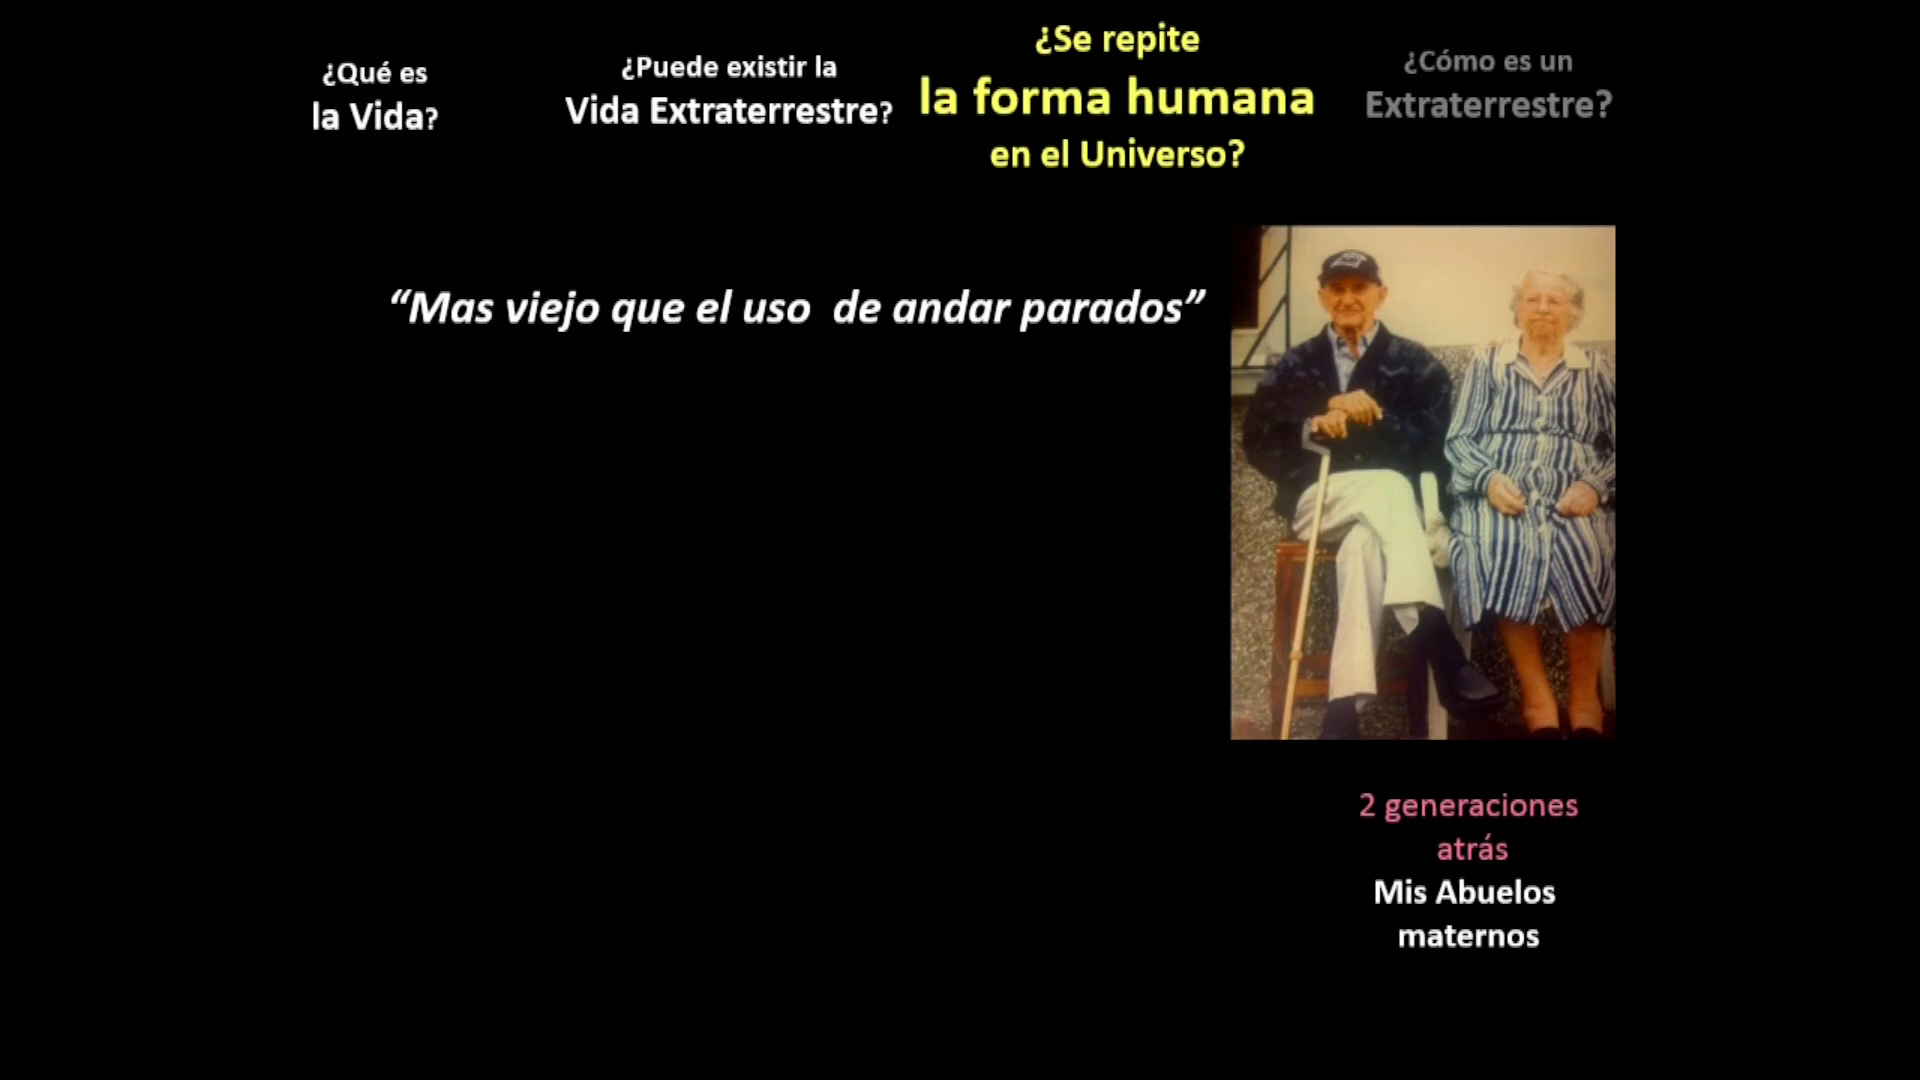 ¿Qué es
la Vida?
¿Puede existir la
Vida Extraterrestre?
¿Se repite
la forma humana
en el Universo?
¿Cómo es un
Extraterrestre?
“Mas viejo que el uso  de andar parados”
2 generaciones
atrás
Mis Abuelos
maternos